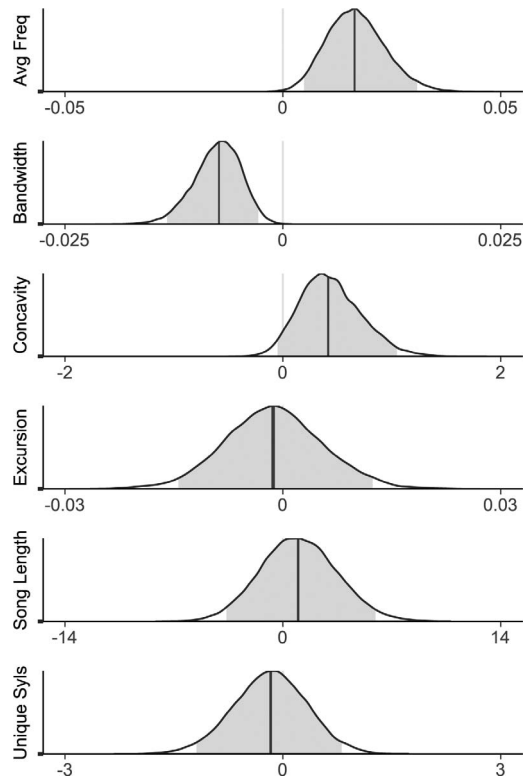 Avg Freq
-0.05 0 0.05
Bandwidth
-0.025 0 0.025
Concavity
-2 0 2
Excursion
-0.03 0 0.03
Song Length
-14 0 14
Unique Syls
-3 0 3